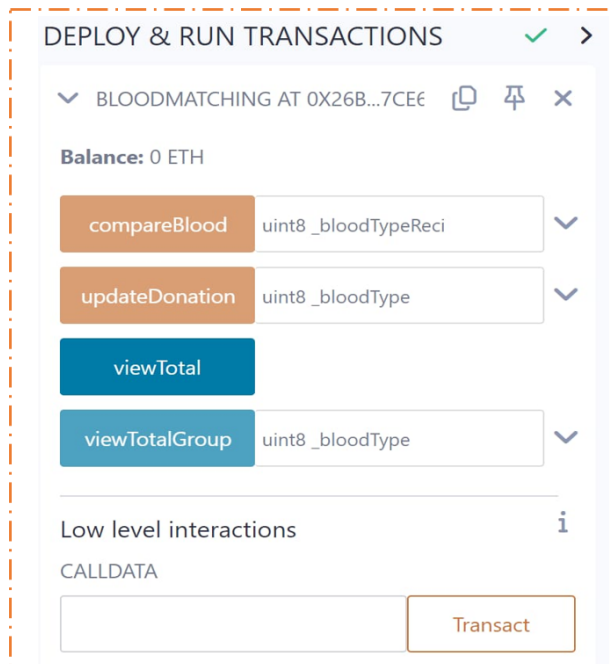 DEPLOY & RUN TRANSACTIONS
BLOODMATCHING AT 0X26B...7CE6
Balance: 0 ETH
compareBlood uint8 _bloodTypeReci
updateDonation uint8 _bloodType
viewTotal
viewTotalGroup uint8 _bloodType
Low level interactions
CALLDATA
Transact